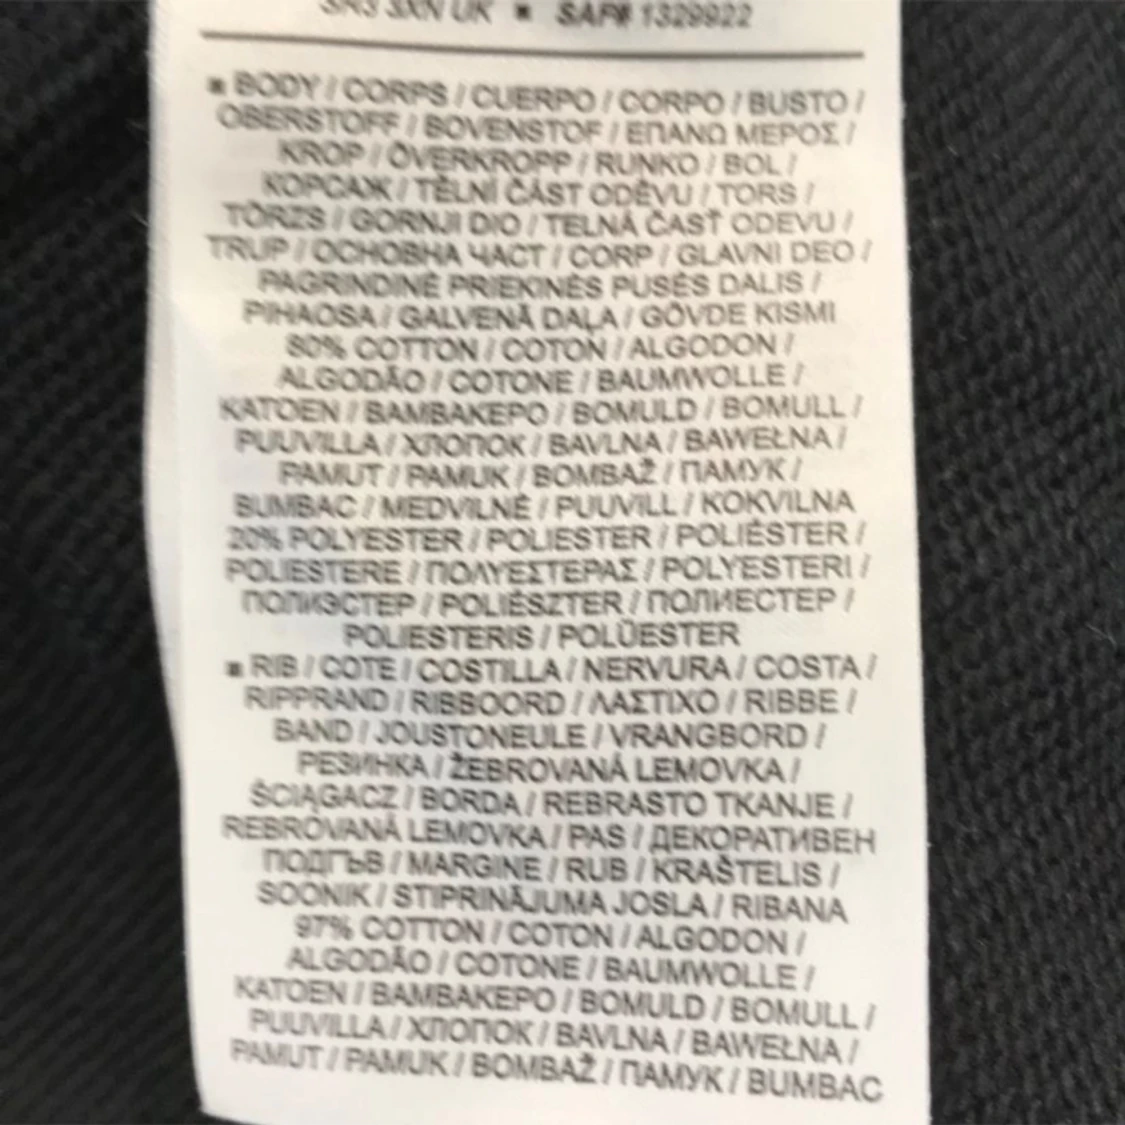 SAP# 1329922
▪ BODY / CORPS / CUERPO / CORPO / BUSTO /
OBERSTOFF / BOVENSTOF / ΕΠΑΝΩ ΜΕΡΟΣ /
KROP / ÖVERKROPP / RUNKO / BOL /
КОРСАЖ / TĚLNÍ ČÁST ODĚVU / TORS /
TÖRZS / GORNJI DIO / TELNÁ ČASŤ ODEVU /
TRUP / ОСНОВНА ЧАСТ / CORP / GLAVNI DEO /
PAGRINDINĖ PRIEKINĖS PUSĖS DALIS /
PIHAOSA / GALVENĀ DAĻA / GÖVDE KISMI
80% COTTON / COTON / ALGODON /
ALGODÃO / COTONE / BAUMWOLLE /
KATOEN / ΒΑΜΒΑΚΕΡΟ / BOMULD / BOMULL /
PUUVILLA / ХЛОПОК / BAVLNA / BAWEŁNA /
PAMUT / PAMUK / BOMBAŽ / ПАМУК /
BUMBAC / MEDVILNĖ / PUUVILL / KOKVILNA
20% POLYESTER / POLIESTER / POLIÉSTER /
POLIESTERE / ΠΟΛΥΕΣΤΕΡΑΣ / POLYESTERI /
ПОЛИЭСТЕР / POLIÉSZTER / ПОЛИЕСТЕР /
POLIESTERIS / POLÜESTER
▪ RIB / COTE / COSTILLA / NERVURA / COSTA /
RIPPRAND / RIBBOORD / ΛΑΣΤΙΧΟ / RIBBE /
BAND / JOUSTONEULE / VRANGBORD /
РЕЗИНКА / ŽEBROVANÁ LEMOVKA /
ŚCIĄGACZ / BORDA / REBRASTO TKANJE /
REBROVANÁ LEMOVKA / PAS / ДЕКОРАТИВЕН
ПОДГЪВ / MARGINE / RUB / KRAŠTELIS /
SOONIK / STIPRINĀJUMA JOSLA / RIBANA
97% COTTON / COTON / ALGODON /
ALGODÃO / COTONE / BAUMWOLLE /
KATOEN / ΒΑΜΒΑΚΕΡΟ / BOMULD / BOMULL /
PUUVILLA / ХЛОПОК / BAVLNA / BAWEŁNA /
PAMUT / PAMUK / BOMBAŽ / ПАМУК / BUMBAC